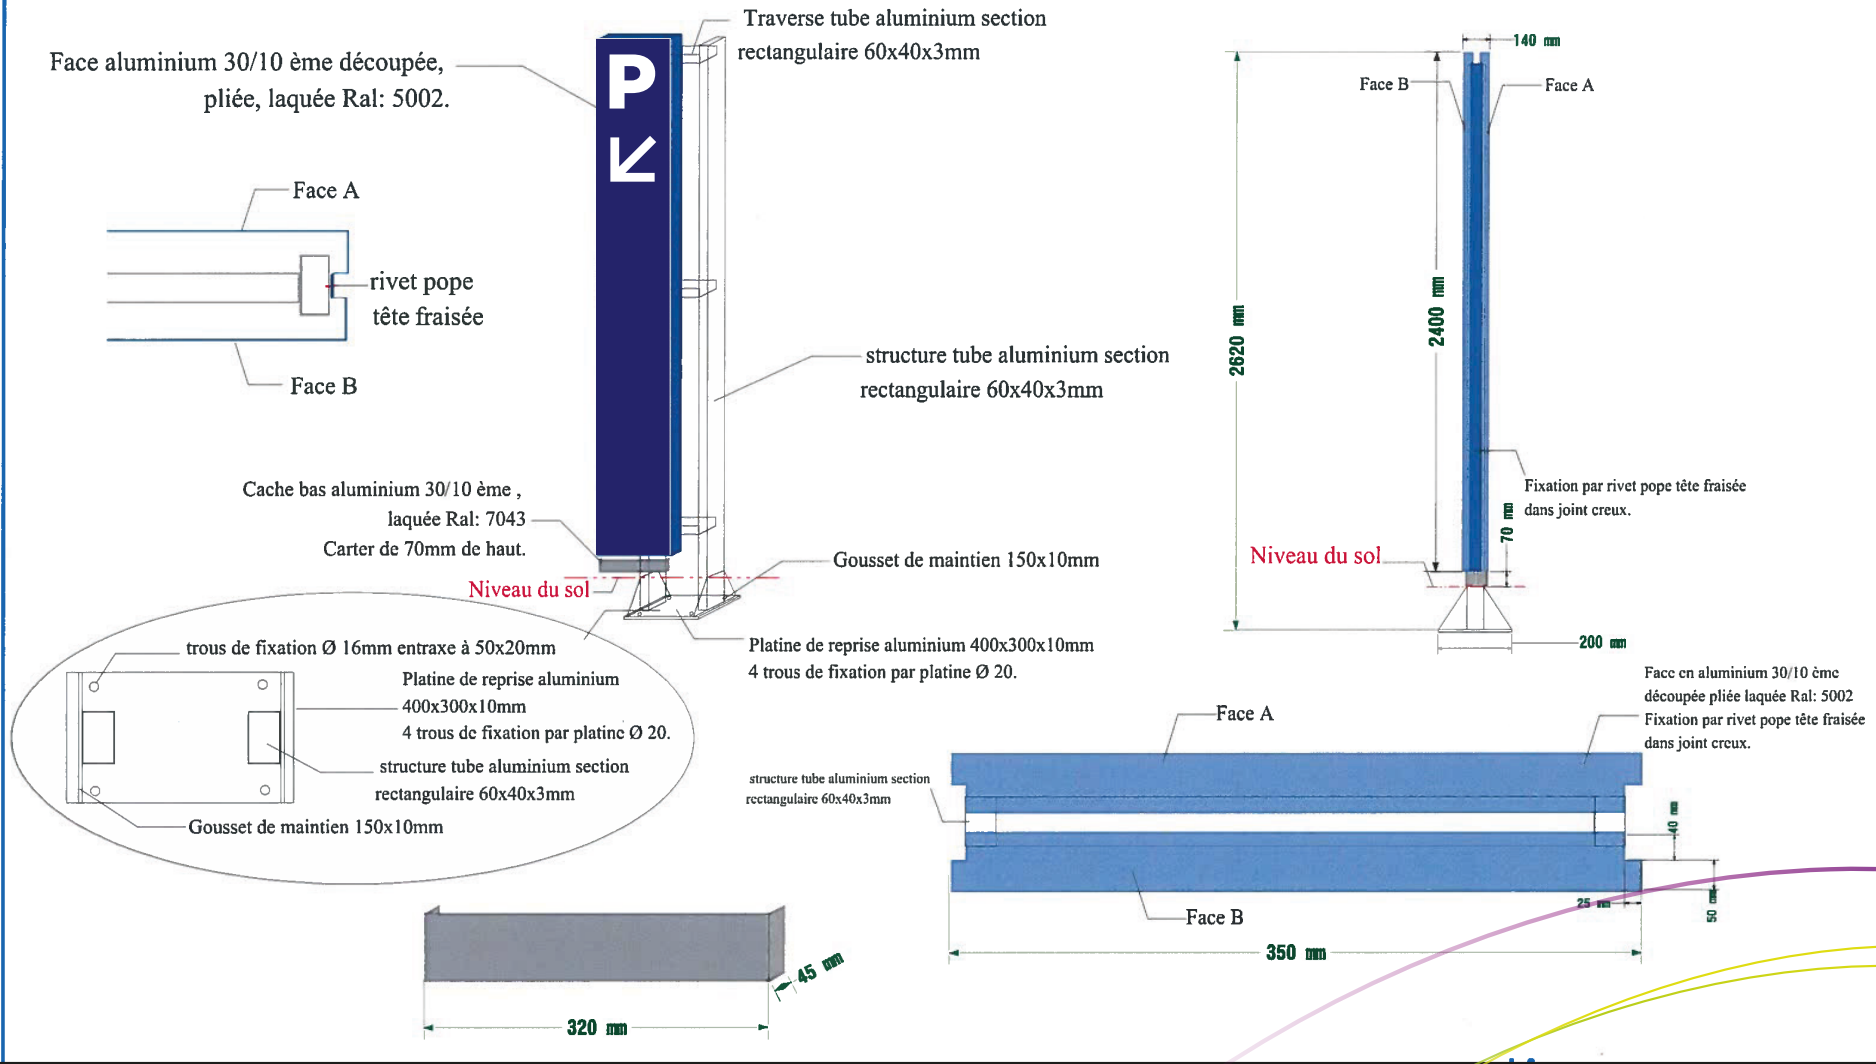 Traverse tube aluminium section
rectangulaire 60x40x3mm
Face aluminium 30/10 ème découpée,
pliée, laquée Ral: 5002.
P
Face A
rivet pope
tête fraisée
Face B
structure tube aluminium section
rectangulaire 60x40x3mm
Cache bas aluminium 30/10 ème ,
laquée Ral: 7043
Carter de 70mm de haut.
Niveau du sol
Gousset de maintien 150x10mm
Platine de reprise aluminium 400x300x10mm
4 trous de fixation par platine Ø 20.
trous de fixation Ø 16mm entraxe à 50x20mm
Platine de reprise aluminium
400x300x10mm
4 trous de fixation par platine Ø 20.
structure tube aluminium section
rectangulaire 60x40x3mm
Gousset de maintien 150x10mm
45 mm
320 mm
140 mm
Face B
Face A
2620 mm
2400 mm
Fixation par rivet pope tête fraisée
dans joint creux.
70 mm
Niveau du sol
200 mm
Face en aluminium 30/10 ème
découpée pliée laquée Ral: 5002
Fixation par rivet pope tête fraisée
dans joint creux.
Face A
structure tube aluminium section
rectangulaire 60x40x3mm
40 mm
25 mm
50 mm
Face B
350 mm